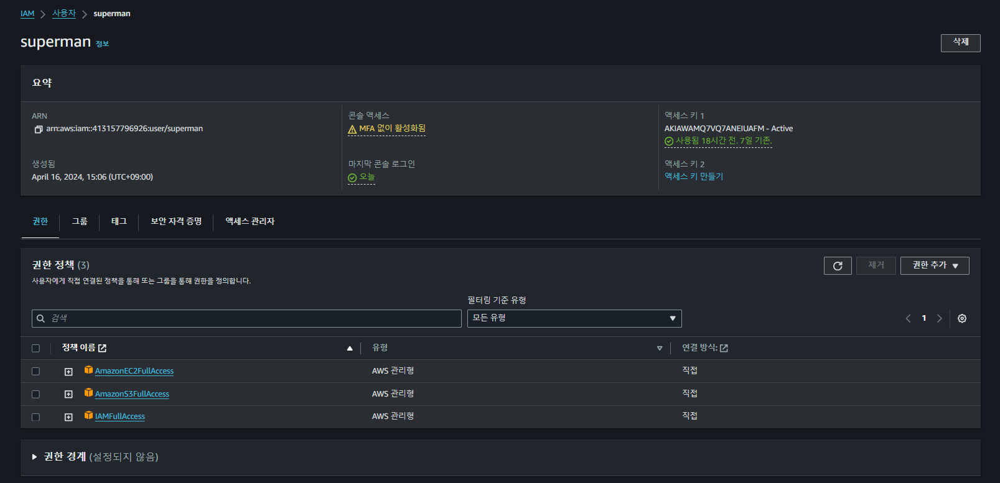 IAM > 사용자 > superman
superman 정보
삭제
요약
ARN
arn:aws:iam::413157796926:user/superman
생성됨
April 16, 2024, 15:06 (UTC+09:00)
콘솔 액세스
MFA 없이 활성화됨
마지막 콘솔 로그인
오늘
액세스 키 1
AKIAWAMQ7VQ7ANEIUAFM - Active
사용됨 18시간 전. 7일 기존.
액세스 키 2
액세스 키 만들기
권한 그룹 태그 보안 자격 증명 액세스 관리자
권한 정책 (3)
제거 권한 추가
사용자에게 직접 연결된 정책을 통해 또는 그룹을 통해 권한을 정의합니다.
필터링 기준 유형
검색 모든 유형 1
정책 이름 유형 연결 방식:
AmazonEC2FullAccess AWS 관리형 직접
AmazonS3FullAccess AWS 관리형 직접
IAMFullAccess AWS 관리형 직접
권한 경계 (설정되지 않음)